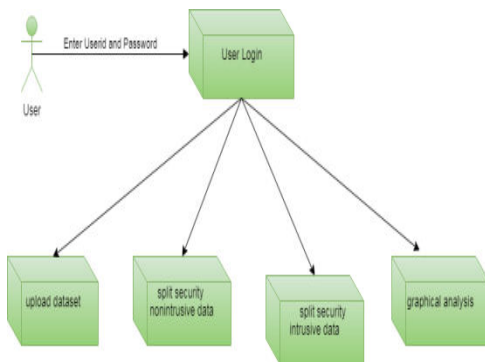 Enter Userid and Password
User Login
User
upload dataset
split security
nonintrusive data
split security
intrusive data
graphical analysis